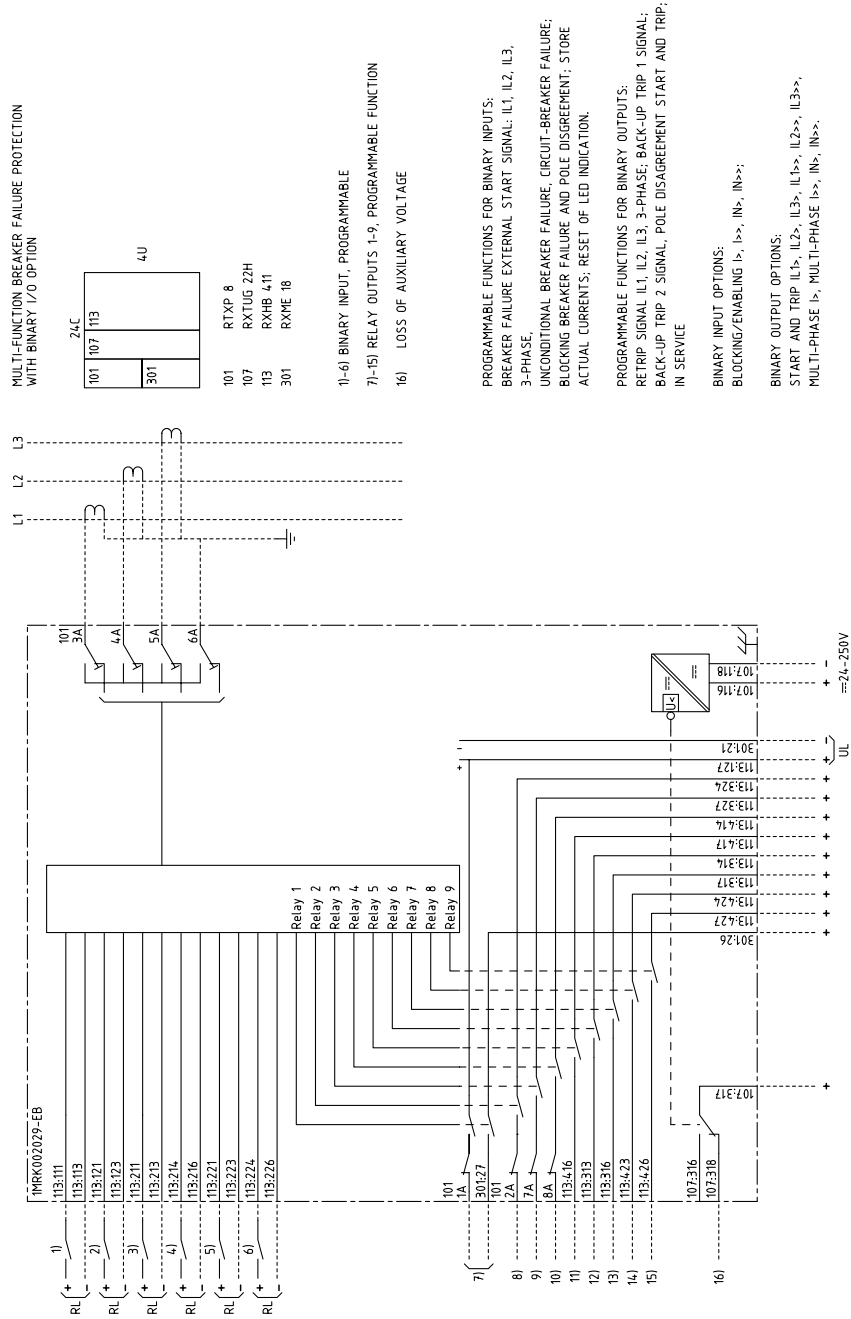 MULTI-FUNCTION BREAKER FAILURE PROTECTION
WITH BINARY I/O OPTION
24C
101 107 113
301
4U
101 RTXP 8
107 RXTUG 22H
113 RXHB 411
301 RXME 18
1)-6) BINARY INPUT, PROGRAMMABLE
7)-15) RELAY OUTPUTS 1-9, PROGRAMMABLE FUNCTION
16) LOSS OF AUXILIARY VOLTAGE
PROGRAMMABLE FUNCTIONS FOR BINARY INPUTS:
BREAKER FAILURE EXTERNAL START SIGNAL: IL1, IL2, IL3,
3-PHASE,
UNCONDITIONAL BREAKER FAILURE, CIRCUIT-BREAKER FAILURE;
BLOCKING BREAKER FAILURE AND POLE DISGREEMENT; STORE
ACTUAL CURRENTS; RESET OF LED INDICATION.
PROGRAMMABLE FUNCTIONS FOR BINARY OUTPUTS:
RETRIP SIGNAL IL1, IL2, IL3, 3-PHASE; BACK-UP TRIP 1 SIGNAL;
BACK-UP TRIP 2 SIGNAL, POLE DISAGREEMENT START AND TRIP;
IN SERVICE
BINARY INPUT OPTIONS:
BLOCKING/ENABLING I>, I>>, IN>, IN>>;
BINARY OUTPUT OPTIONS:
START AND TRIP IL1>, IL2>, IL3>, IL1>>, IL2>>, IL3>>,
MULTI-PHASE I>, MULTI-PHASE I>>, IN>, IN>>.
L1
L2
L3
101
3A
4A
5A
6A
1MRK002029-EB
113:111
113:113
113:121
113:123
113:211
113:213
113:214
113:216
113:221
113:223
113:224
113:226
1)
2)
3)
4)
5)
6)
RL + -
RL + -
RL + -
RL + -
RL + -
RL + -
Relay 1
Relay 2
Relay 3
Relay 4
Relay 5
Relay 6
Relay 7
Relay 8
Relay 9
101
1A
301:27
101
2A
7A
8A
113:416
113:313
113:316
113:423
113:426
107:316
107:318
7)
8)
9)
10)
11)
12)
13)
14)
15)
16)
+ -
U<
107:118
107:116
301:21
113:127
113:324
113:327
113:414
113:417
113:314
113:317
113:424
113:427
301:26
107:317
- +
24-250V
- +
UL
+
+
+
+
+
+
+
+
+
+